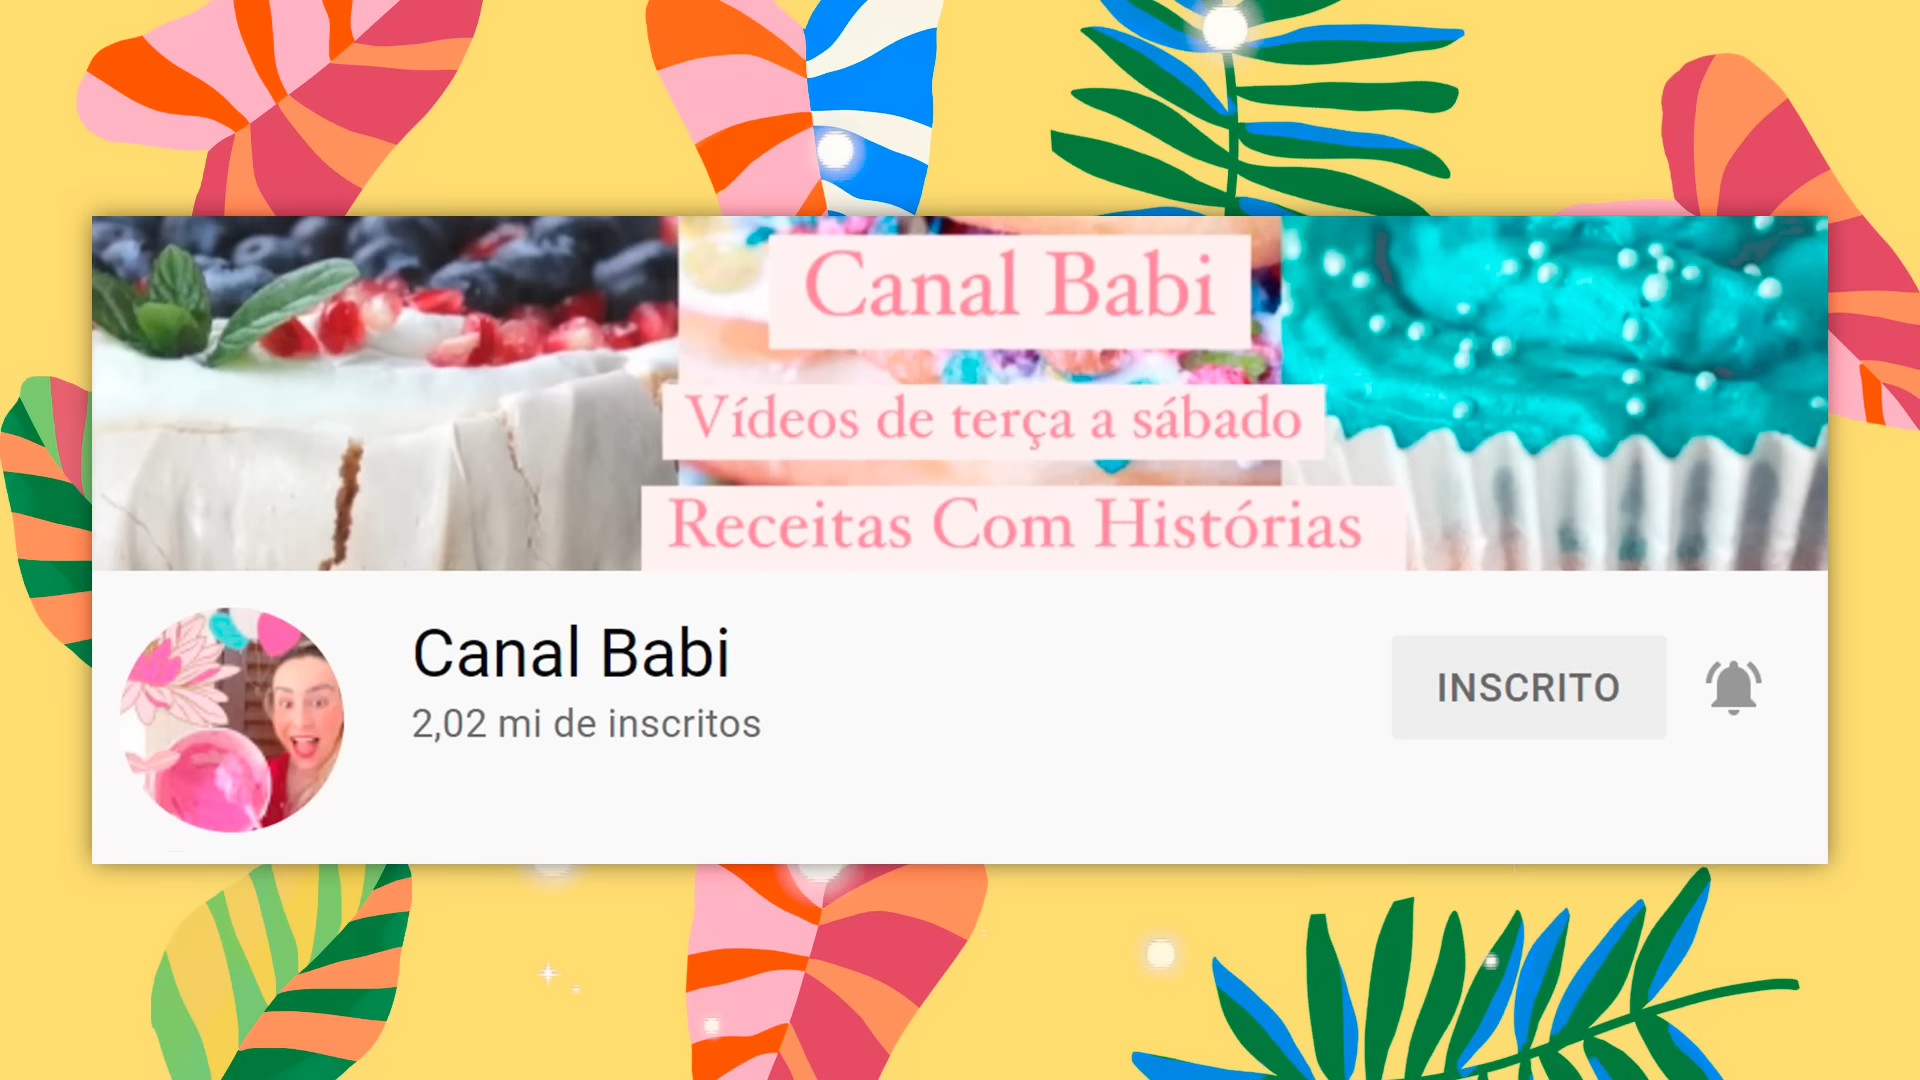 Canal Babi
Vídeos de terça a sábado
Receitas Com Histórias
Canal Babi
2,02 mi de inscritos
INSCRITO